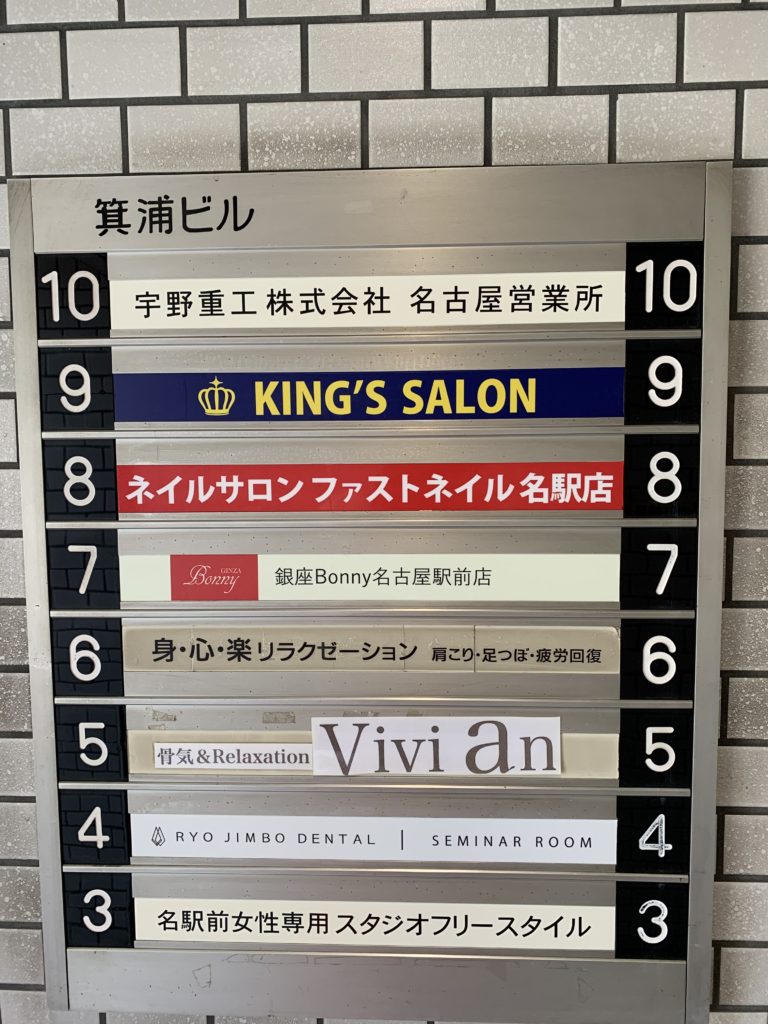 箕浦ビル
10 宇野重工株式会社 名古屋営業所 10
9 KING'S SALON 9
8 ネイルサロン ファストネイル 名駅店 8
7 GINZA Bonny 銀座Bonny名古屋駅前店 7
6 身・心・楽 リラクゼーション 肩こり・足つぼ・疲労回復 6
5 骨気&Relaxation Vivi an 5
4 RYO JIMBO DENTAL | SEMINAR ROOM 4
3 名駅前女性専用 スタジオフリースタイル 3